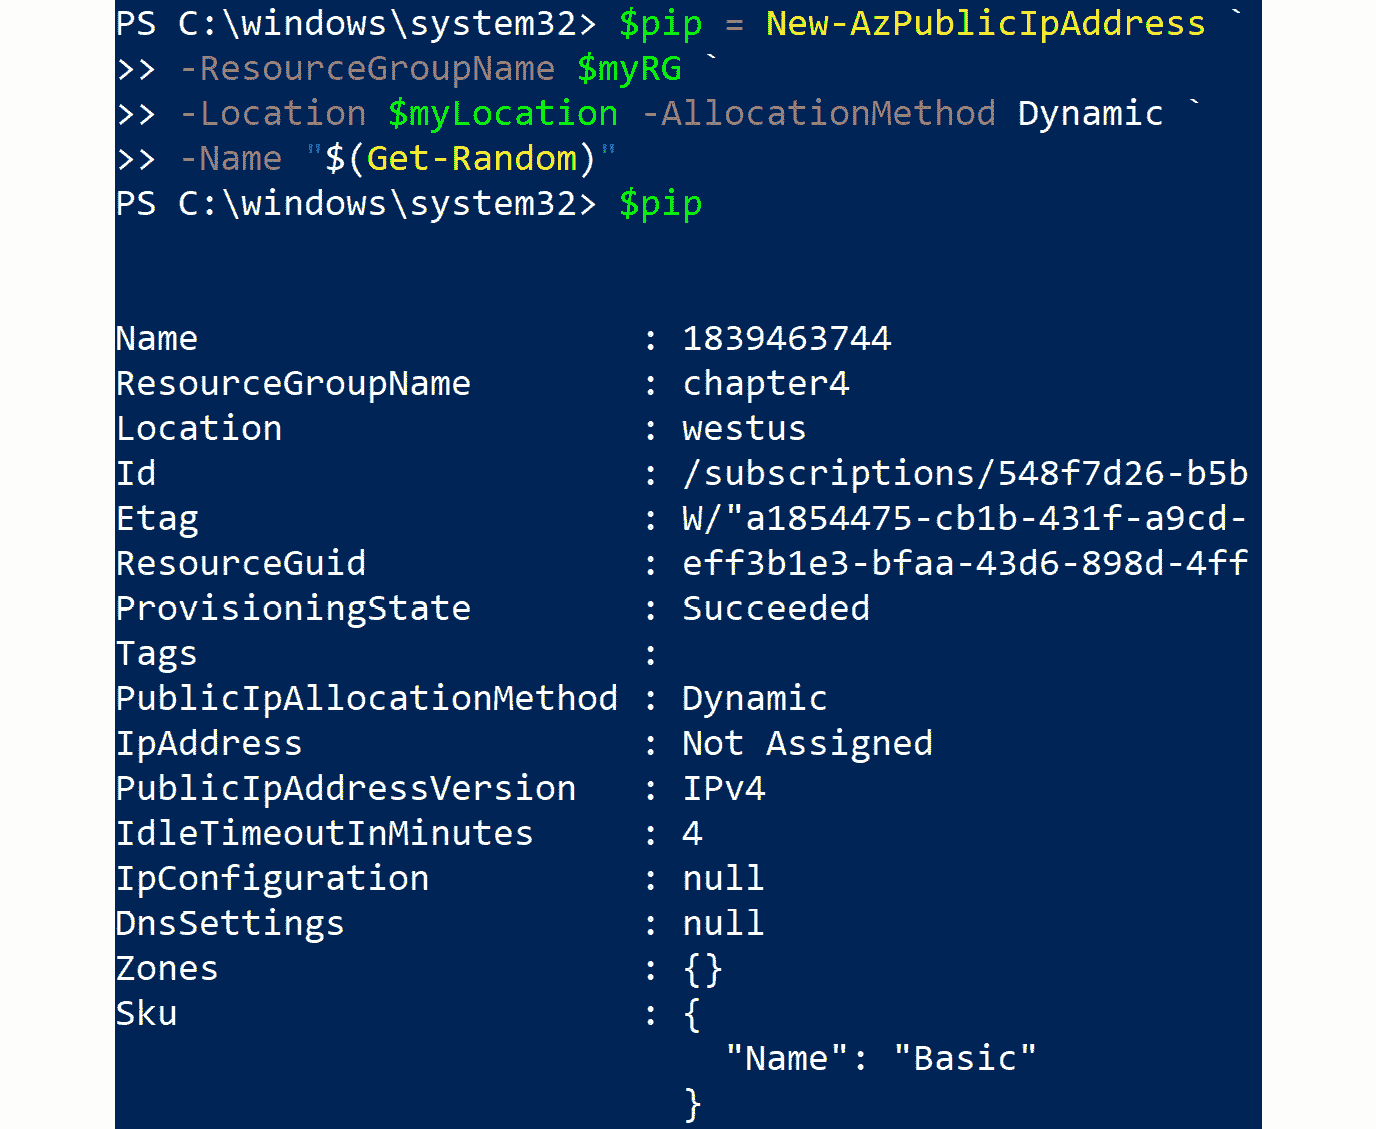 PS C:\windows\system32> $pip = New-AzPublicIpAddress `
>> -ResourceGroupName $myRG `
>> -Location $myLocation -AllocationMethod Dynamic `
>> -Name "$(Get-Random)"
PS C:\windows\system32> $pip
Name : 1839463744
ResourceGroupName : chapter4
Location : westus
Id : /subscriptions/548f7d26-b5b
Etag : W/"a1854475-cb1b-431f-a9cd-
ResourceGuid : eff3b1e3-bfaa-43d6-898d-4ff
ProvisioningState : Succeeded
Tags :
PublicIpAllocationMethod : Dynamic
IpAddress : Not Assigned
PublicIpAddressVersion : IPv4
IdleTimeoutInMinutes : 4
IpConfiguration : null
DnsSettings : null
Zones : {}
Sku : {
"Name": "Basic"
}